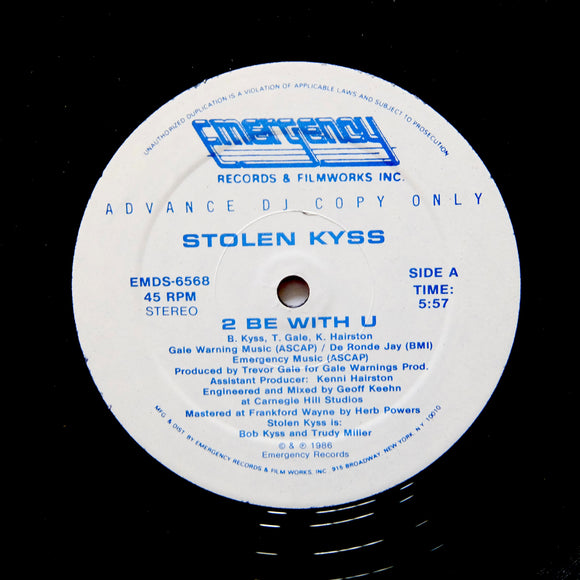 UNAUTHORIZED DUPLICATION IS A VIOLATION OF APPLICABLE LAWS AND SUBJECT TO PROSECUTION
Emergency
RECORDS & FILMWORKS INC.
ADVANCE DJ COPY ONLY
STOLEN KYSS
EMDS-6568
45 RPM
STEREO
SIDE A
TIME:
5:57
2 BE WITH U
B. Kyss, T. Gale, K. Hairston
Gale Warning Music (ASCAP) / De Ronde Jay (BMI)
Emergency Music (ASCAP)
Produced by Trevor Gale for Gale Warnings Prod.
Assistant Producer: Kenni Hairston
Engineered and Mixed by Geoff Keehn
at Carnegie Hill Studios
Mastered at Frankford Wayne by Herb Powers
Stolen Kyss is:
Bob Kyss and Trudy Miller
© & ℗ 1986
Emergency Records
MFG & DIST. BY EMERGENCY RECORDS & FILM WORKS, INC. 915 BROADWAY, NEW YORK, N.Y. 10010